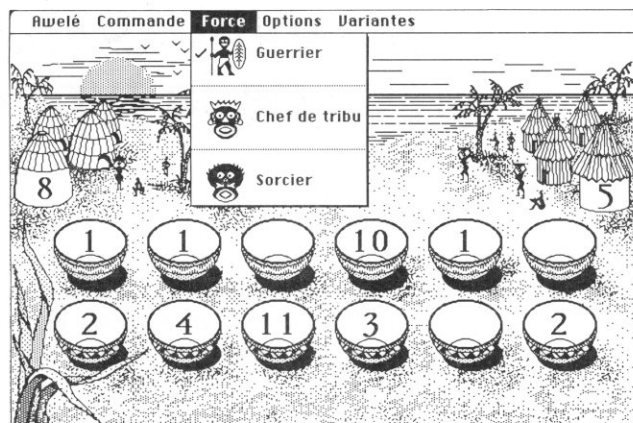 Awelé Commande Force Options Variantes
✓ Guerrier
Chef de tribu
Sorcier
8 5
1 1 10 1
2 4 11 3 2